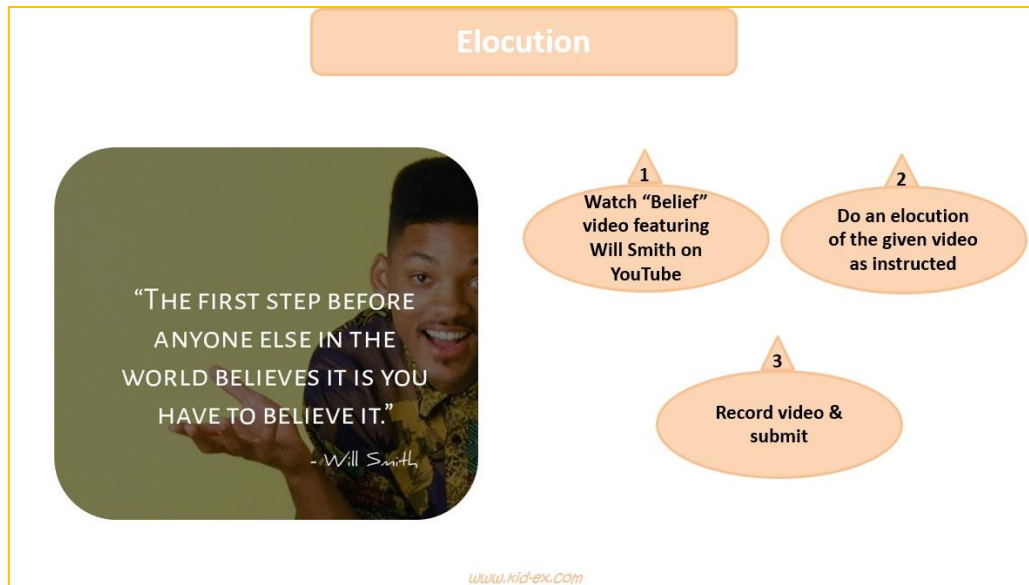 Elocution
“THE FIRST STEP BEFORE
ANYONE ELSE IN THE
WORLD BELIEVES IT IS YOU
HAVE TO BELIEVE IT.”
- Will Smith
1
Watch “Belief”
video featuring
Will Smith on
YouTube
2
Do an elocution
of the given video
as instructed
3
Record video &
submit
www.kid-ex.com